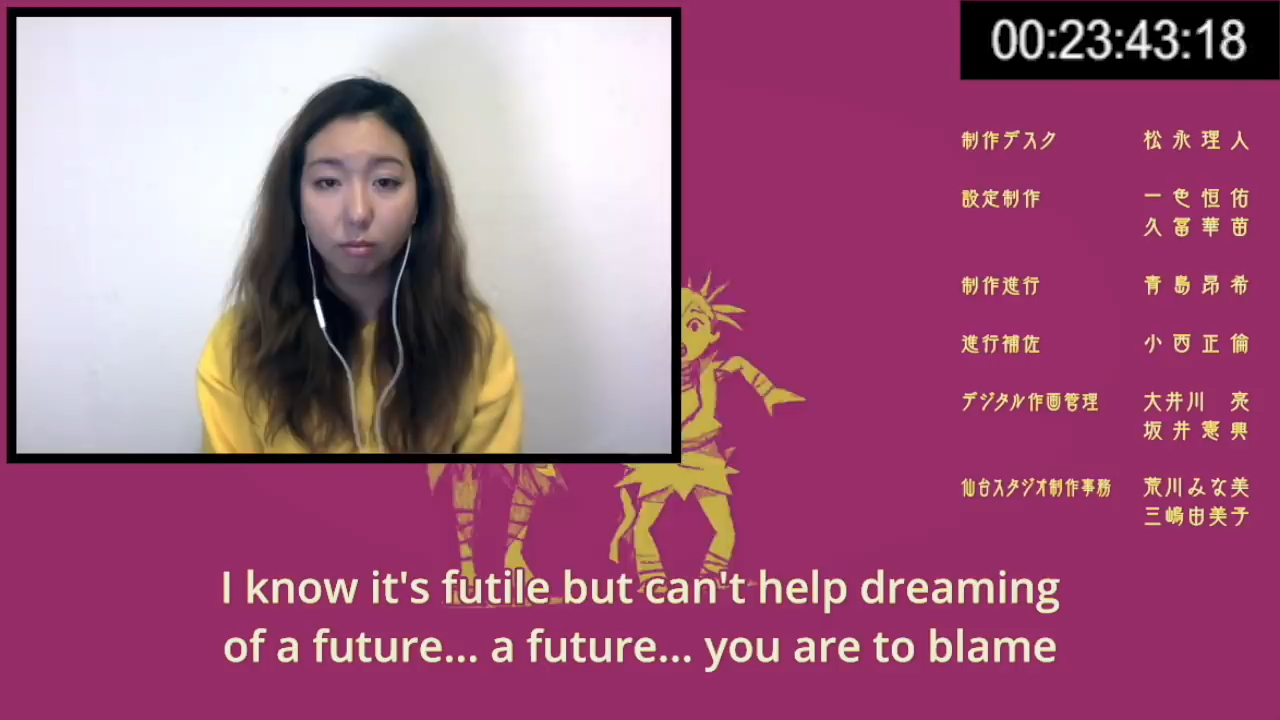 00:23:43:18
制作デスク 松永理人
設定制作 一色恒佑
久冨華苗
制作進行 青島昂希
進行補佐 小西正倫
デジタル作画管理 大井川 亮
坂井憲典
仙台スタジオ制作事務 荒川みな美
三嶋由美子
I know it's futile but can't help dreaming
of a future... a future... you are to blame